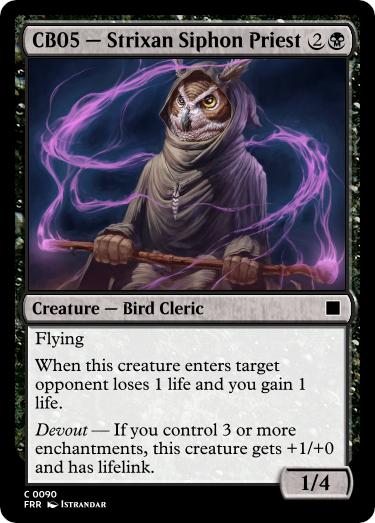 CB05 — Strixan Siphon Priest 2
Creature — Bird Cleric
Flying
When this creature enters target
opponent loses 1 life and you gain 1
life.
Devout — If you control 3 or more
enchantments, this creature gets +1/+0
and has lifelink.
1/4
C 0090
FRR Istrandar